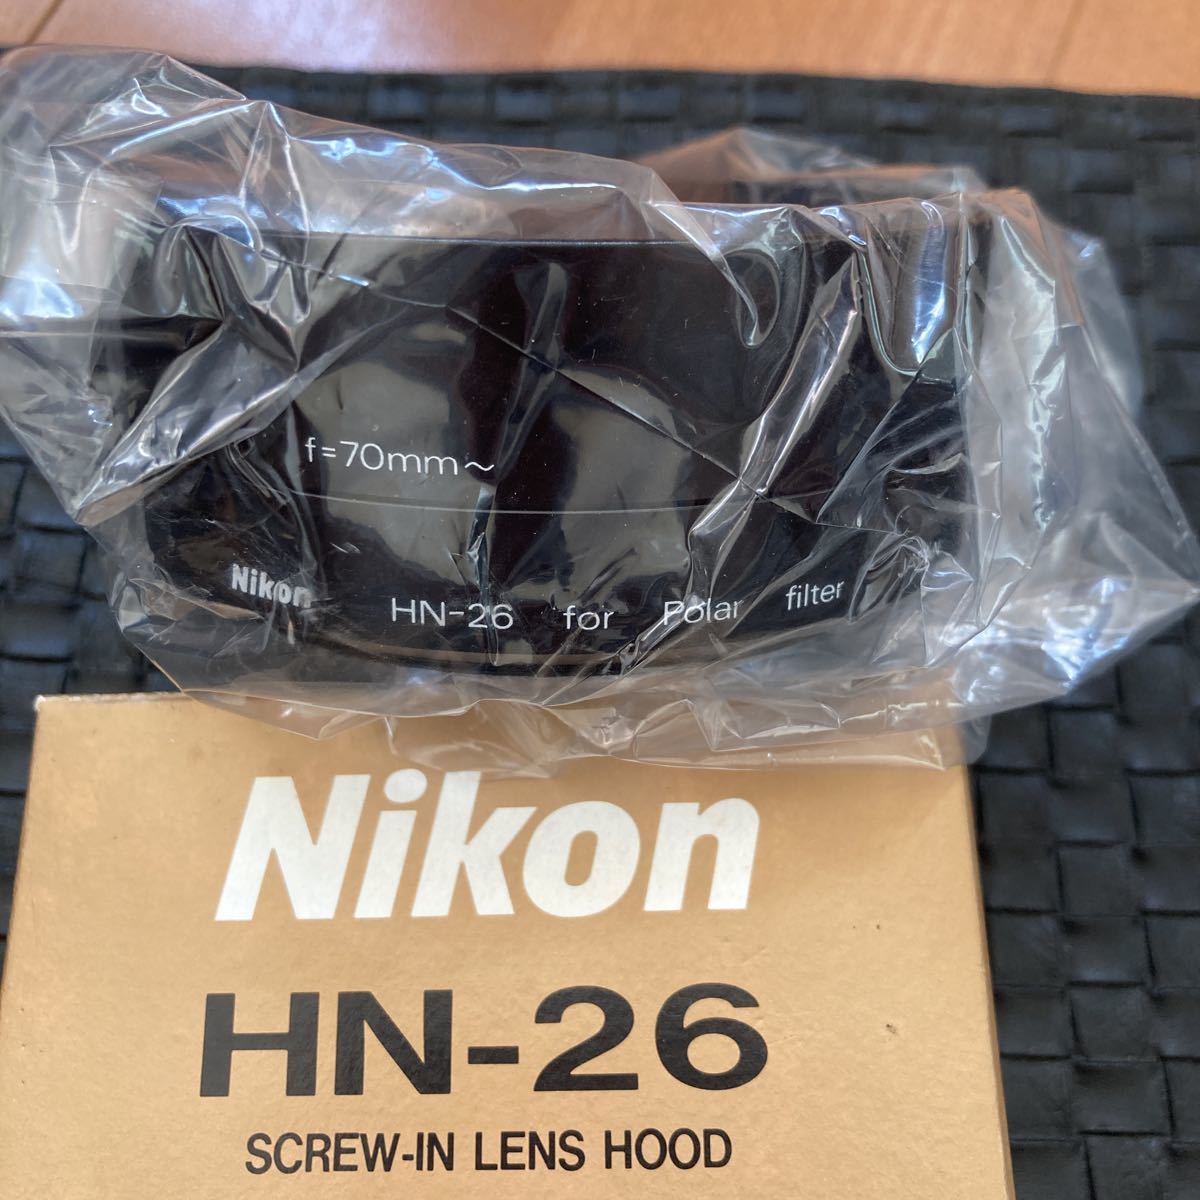 f=70mm~
Nikon HN-26 for Polar filter
Nikon
HN-26
SCREW-IN LENS HOOD